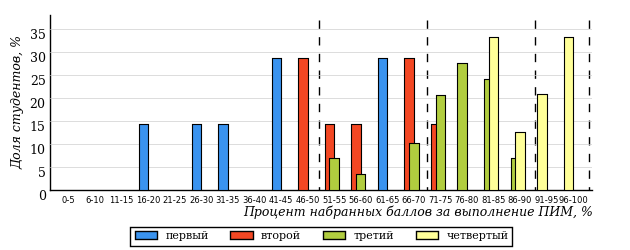 Доля студентов, %
35
30
25
20
15
10
5
0
0-5 6-10 11-15 16-20 21-25 26-30 31-35 36-40 41-45 46-50 51-55 56-60 61-65 66-70 71-75 76-80 81-85 86-90 91-95 96-100
Процент набранных баллов за выполнение ПИМ, %
первый второй третий четвертый